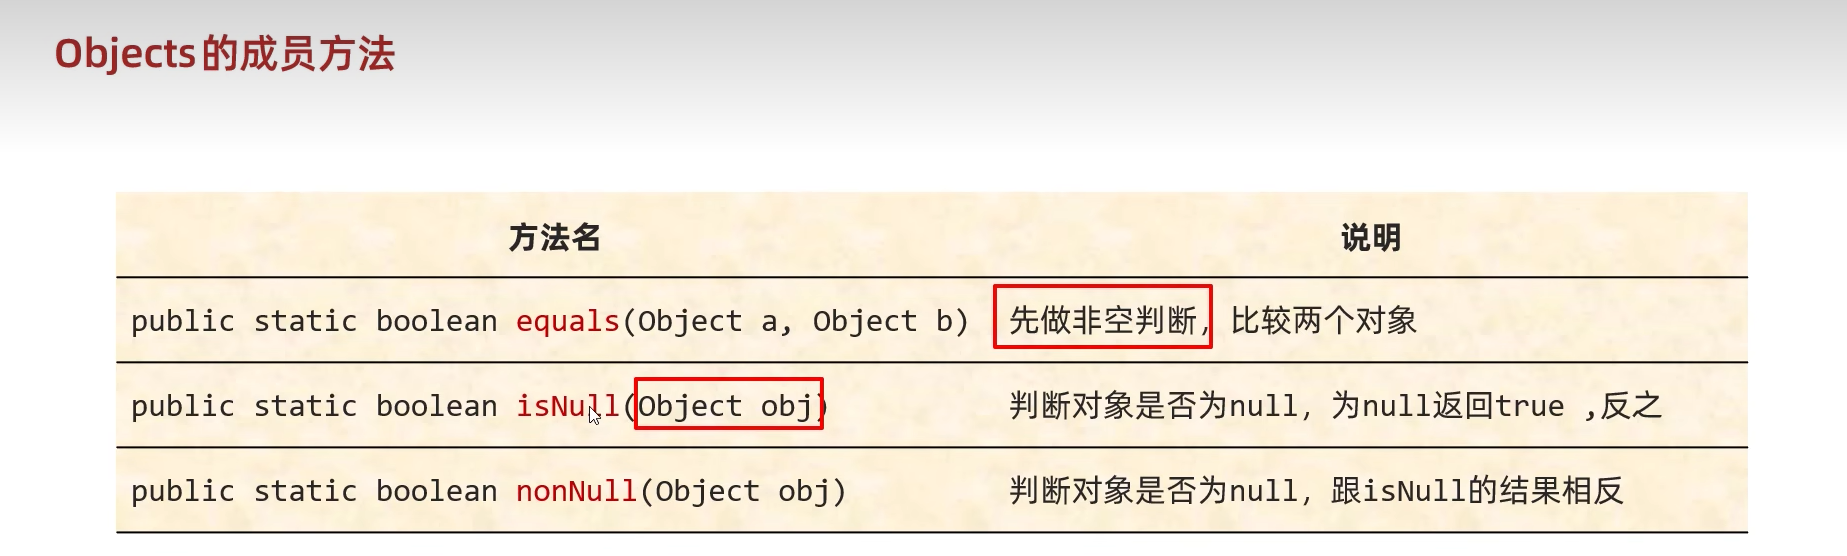 Objects的成员方法
方法名 说明
public static boolean equals(Object a, Object b) 先做非空判断, 比较两个对象
public static boolean isNull(Object obj) 判断对象是否为null, 为null返回true ,反之
public static boolean nonNull(Object obj) 判断对象是否为null, 跟isNull的结果相反